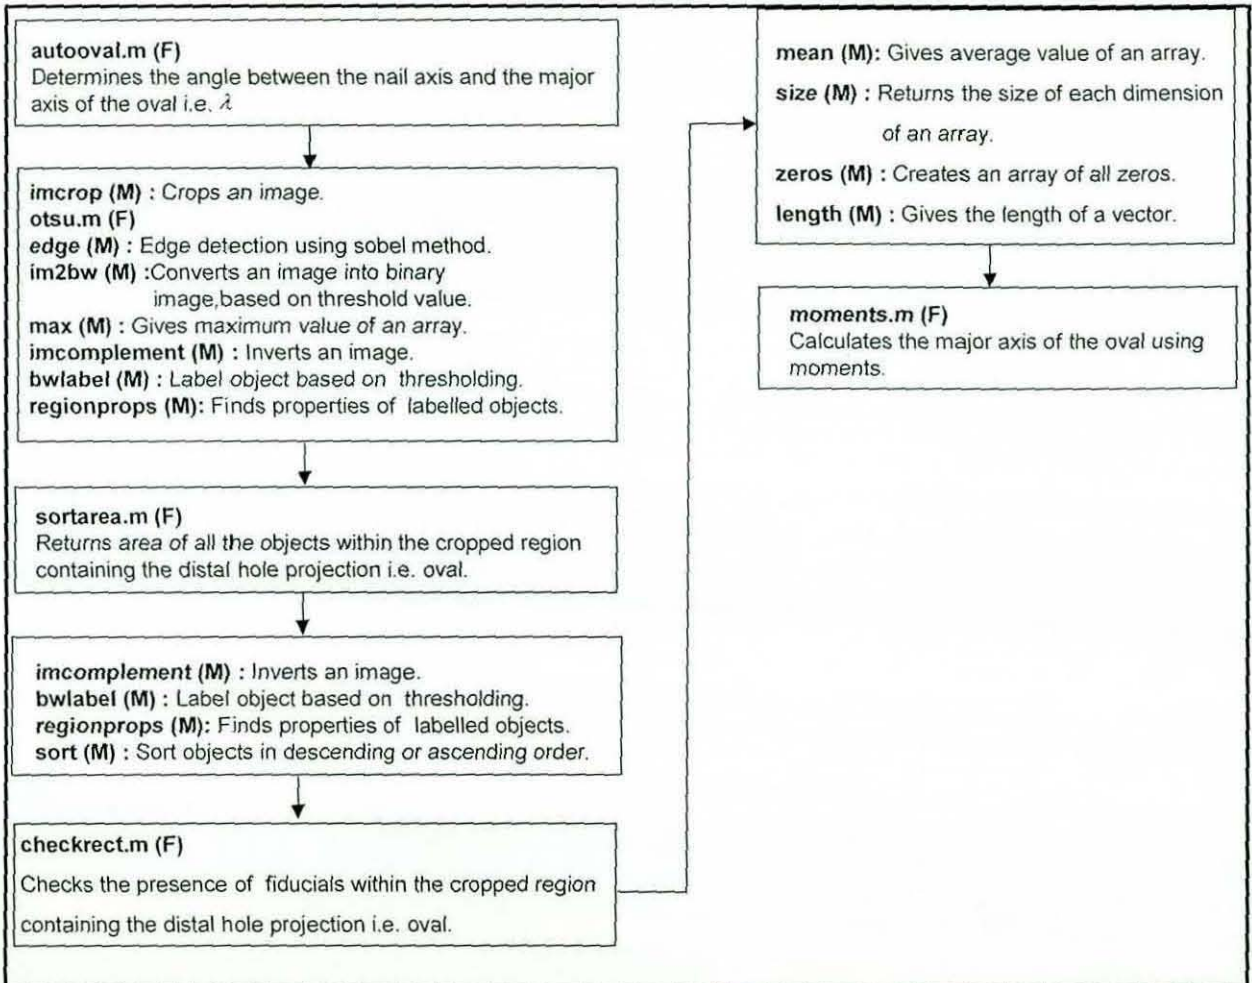 autooval.m (F)
Determines the angle between the nail axis and the major
axis of the oval i.e. λ
imcrop (M) : Crops an image.
otsu.m (F)
edge (M) : Edge detection using sobel method.
im2bw (M) :Converts an image into binary
image,based on threshold value.
max (M) : Gives maximum value of an array.
imcomplement (M) : Inverts an image.
bwlabel (M) : Label object based on thresholding.
regionprops (M): Finds properties of labelled objects.
sortarea.m (F)
Returns area of all the objects within the cropped region
containing the distal hole projection i.e. oval.
imcomplement (M) : Inverts an image.
bwlabel (M) : Label object based on thresholding.
regionprops (M): Finds properties of labelled objects.
sort (M) : Sort objects in descending or ascending order.
checkrect.m (F)
Checks the presence of fiducials within the cropped region
containing the distal hole projection i.e. oval.
mean (M): Gives average value of an array.
size (M) : Returns the size of each dimension
of an array.
zeros (M) : Creates an array of all zeros.
length (M) : Gives the length of a vector.
moments.m (F)
Calculates the major axis of the oval using
moments.